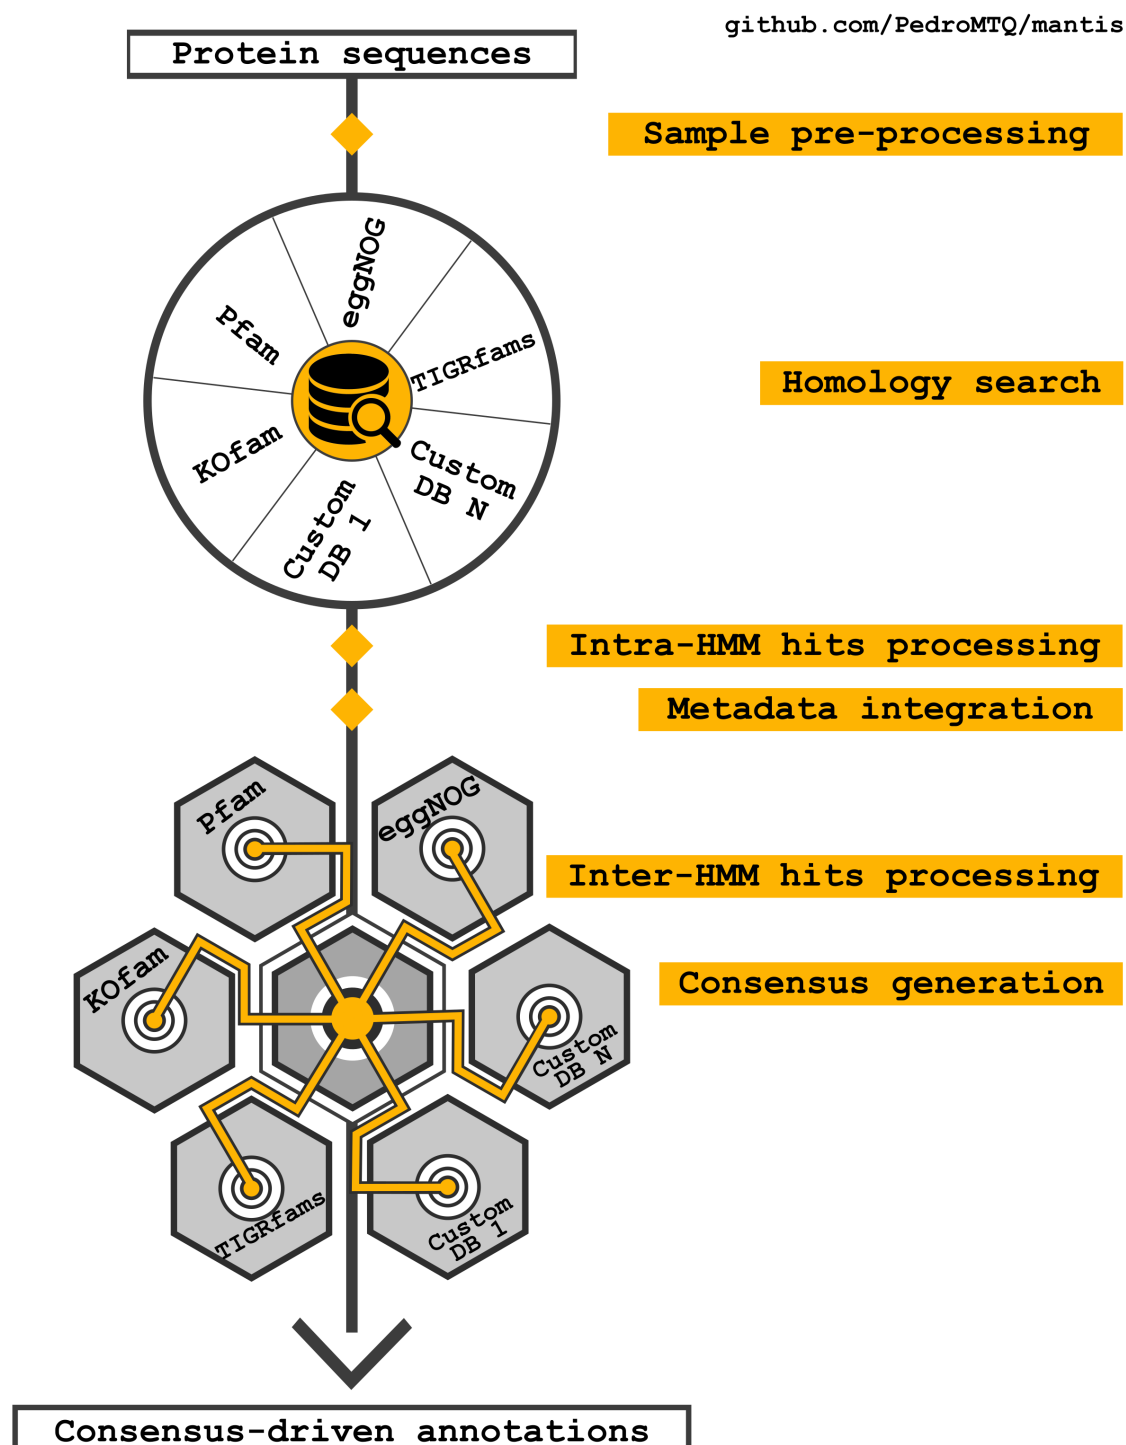 github.com/PedroMTQ/mantis
Protein sequences
Sample pre-processing
eggNOG
Pfam
TIGRfams
Homology search
KOfam
Custom
DB N
Custom
DB 1
Intra-HMM hits processing
Metadata integration
Pfam
eggNOG
Inter-HMM hits processing
KOfam
Consensus generation
Custom
DB N
TIGRfams
Custom
DB 1
Consensus-driven annotations